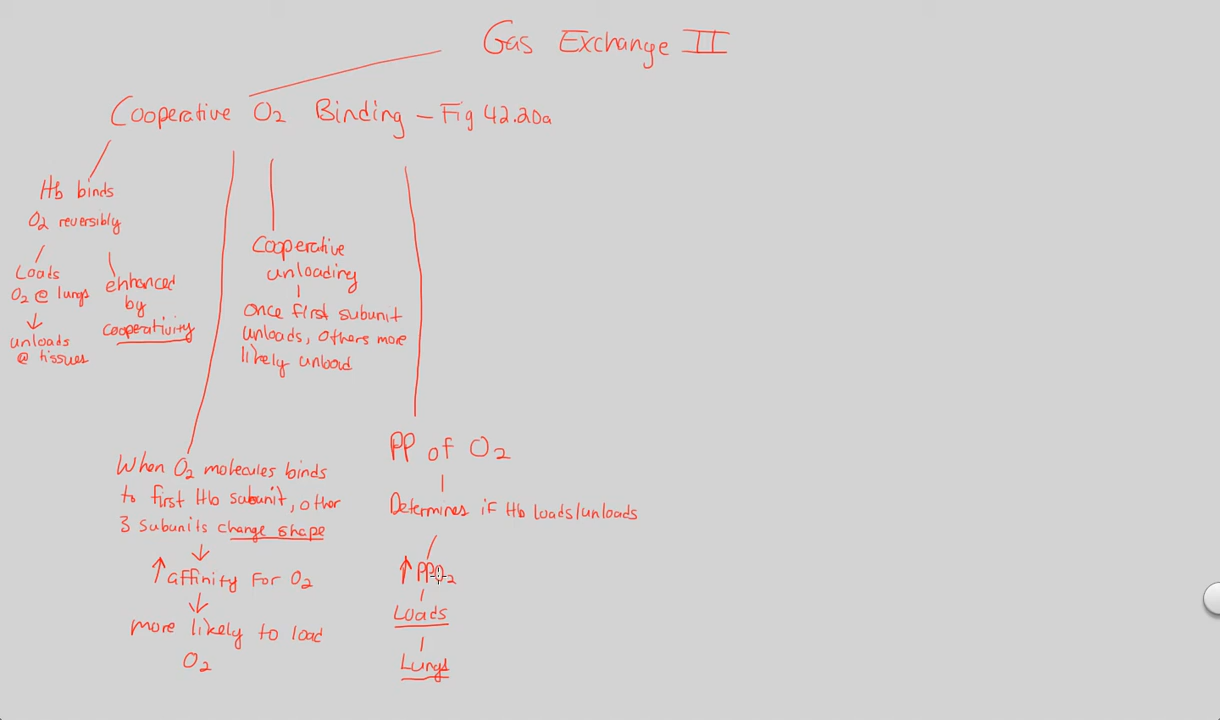 Gas Exchange II
Cooperative O2 Binding - Fig 42.20a
Hb binds
O2 reversibly
Loads
O2 @ lungs
↓
unloads
@ tissues
enhanced
by
cooperativity
Cooperative
unloading
once first subunit
unloads, others more
likely unload
When O2 molecules binds
to first Hb subunit, other
3 subunits change shape
↓
↑ affinity for O2
↓
more likely to load
O2
PP of O2
Determines if Hb loads/unloads
↑ PPO2
Loads
Lungs